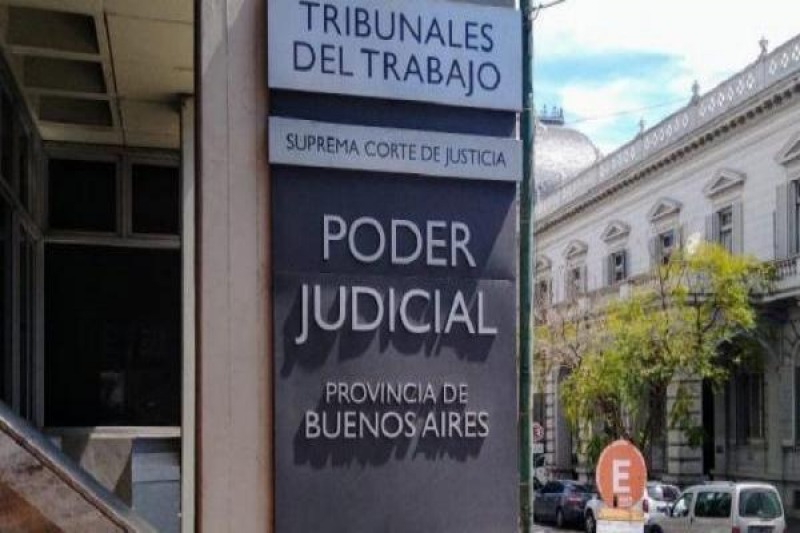 TRIBUNALES
DEL TRABAJO
SUPREMA CORTE DE JUSTICIA
PODER
JUDICIAL
PROVINCIA DE
BUENOS AIRES
E